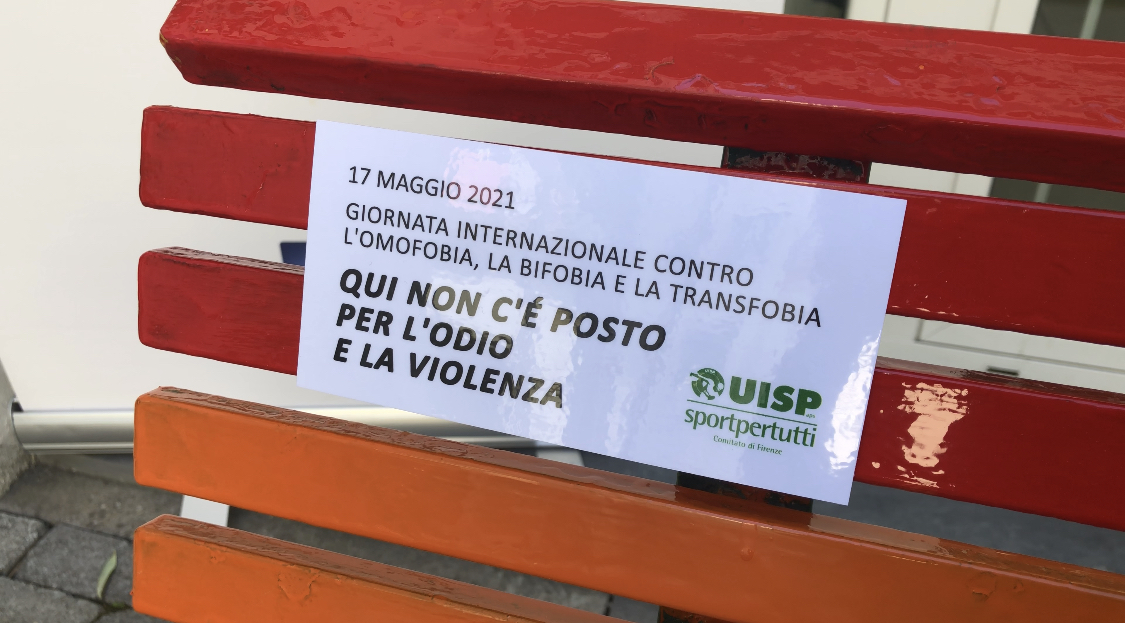 17 MAGGIO 2021
GIORNATA INTERNAZIONALE CONTRO
L'OMOFOBIA, LA BIFOBIA E LA TRANSFOBIA
QUI NON C'É POSTO
PER L'ODIO
E LA VIOLENZA
UISP
sportpertutti
Comitato di Firenze